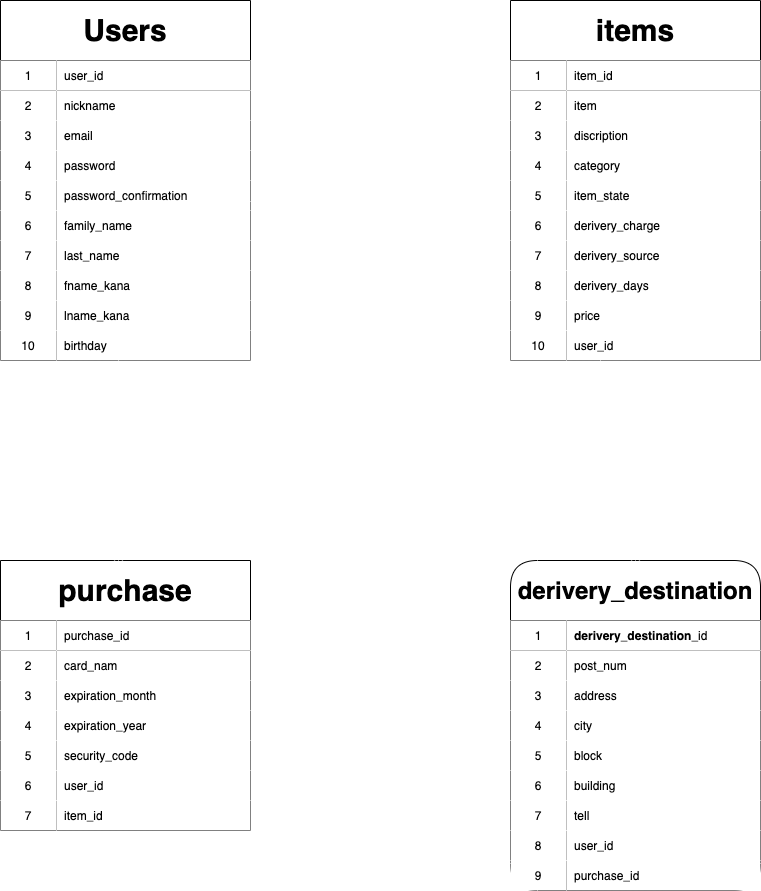 Users
1 user_id
2 nickname
3 email
4 password
5 password_confirmation
6 family_name
7 last_name
8 fname_kana
9 lname_kana
10 birthday
items
1 item_id
2 item
3 discription
4 category
5 item_state
6 derivery_charge
7 derivery_source
8 derivery_days
9 price
10 user_id
purchase
1 purchase_id
2 card_nam
3 expiration_month
4 expiration_year
5 security_code
6 user_id
7 item_id
derivery_destination
1 derivery_destination_id
2 post_num
3 address
4 city
5 block
6 building
7 tell
8 user_id
9 purchase_id